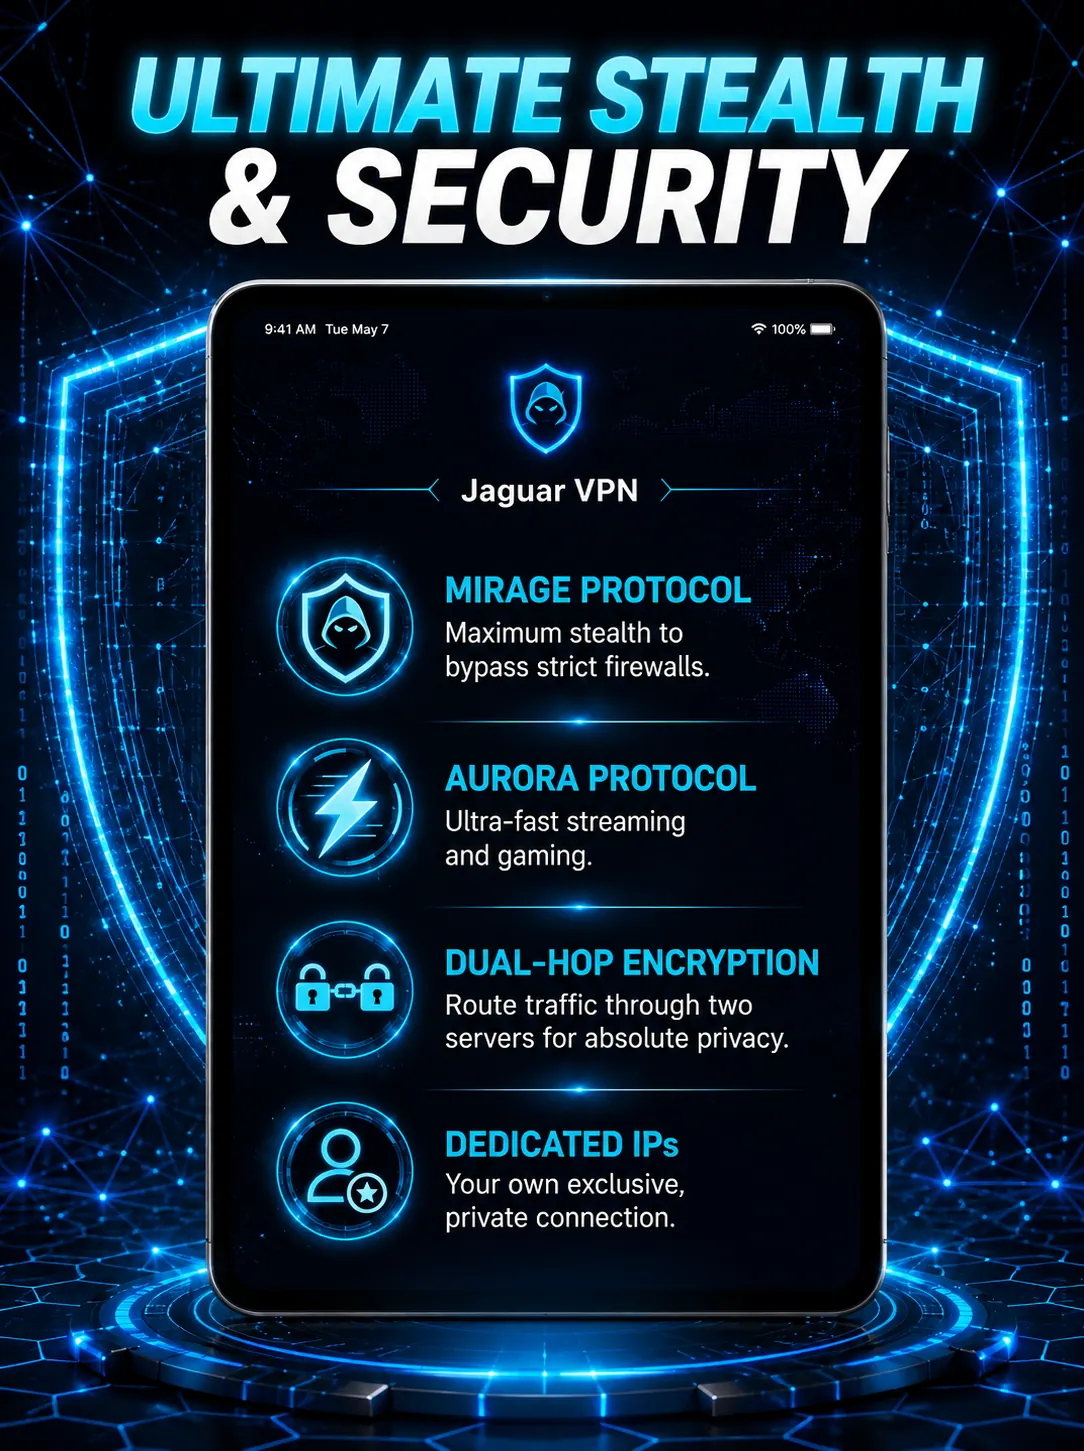 ULTIMATE STEALTH
& SECURITY
9:41 AM Tue May 7
100%
Jaguar VPN
MIRAGE PROTOCOL
Maximum stealth to
bypass strict firewalls.
AURORA PROTOCOL
Ultra-fast streaming
and gaming.
DUAL-HOP ENCRYPTION
Route traffic through two
servers for absolute privacy.
DEDICATED IPs
Your own exclusive,
private connection.